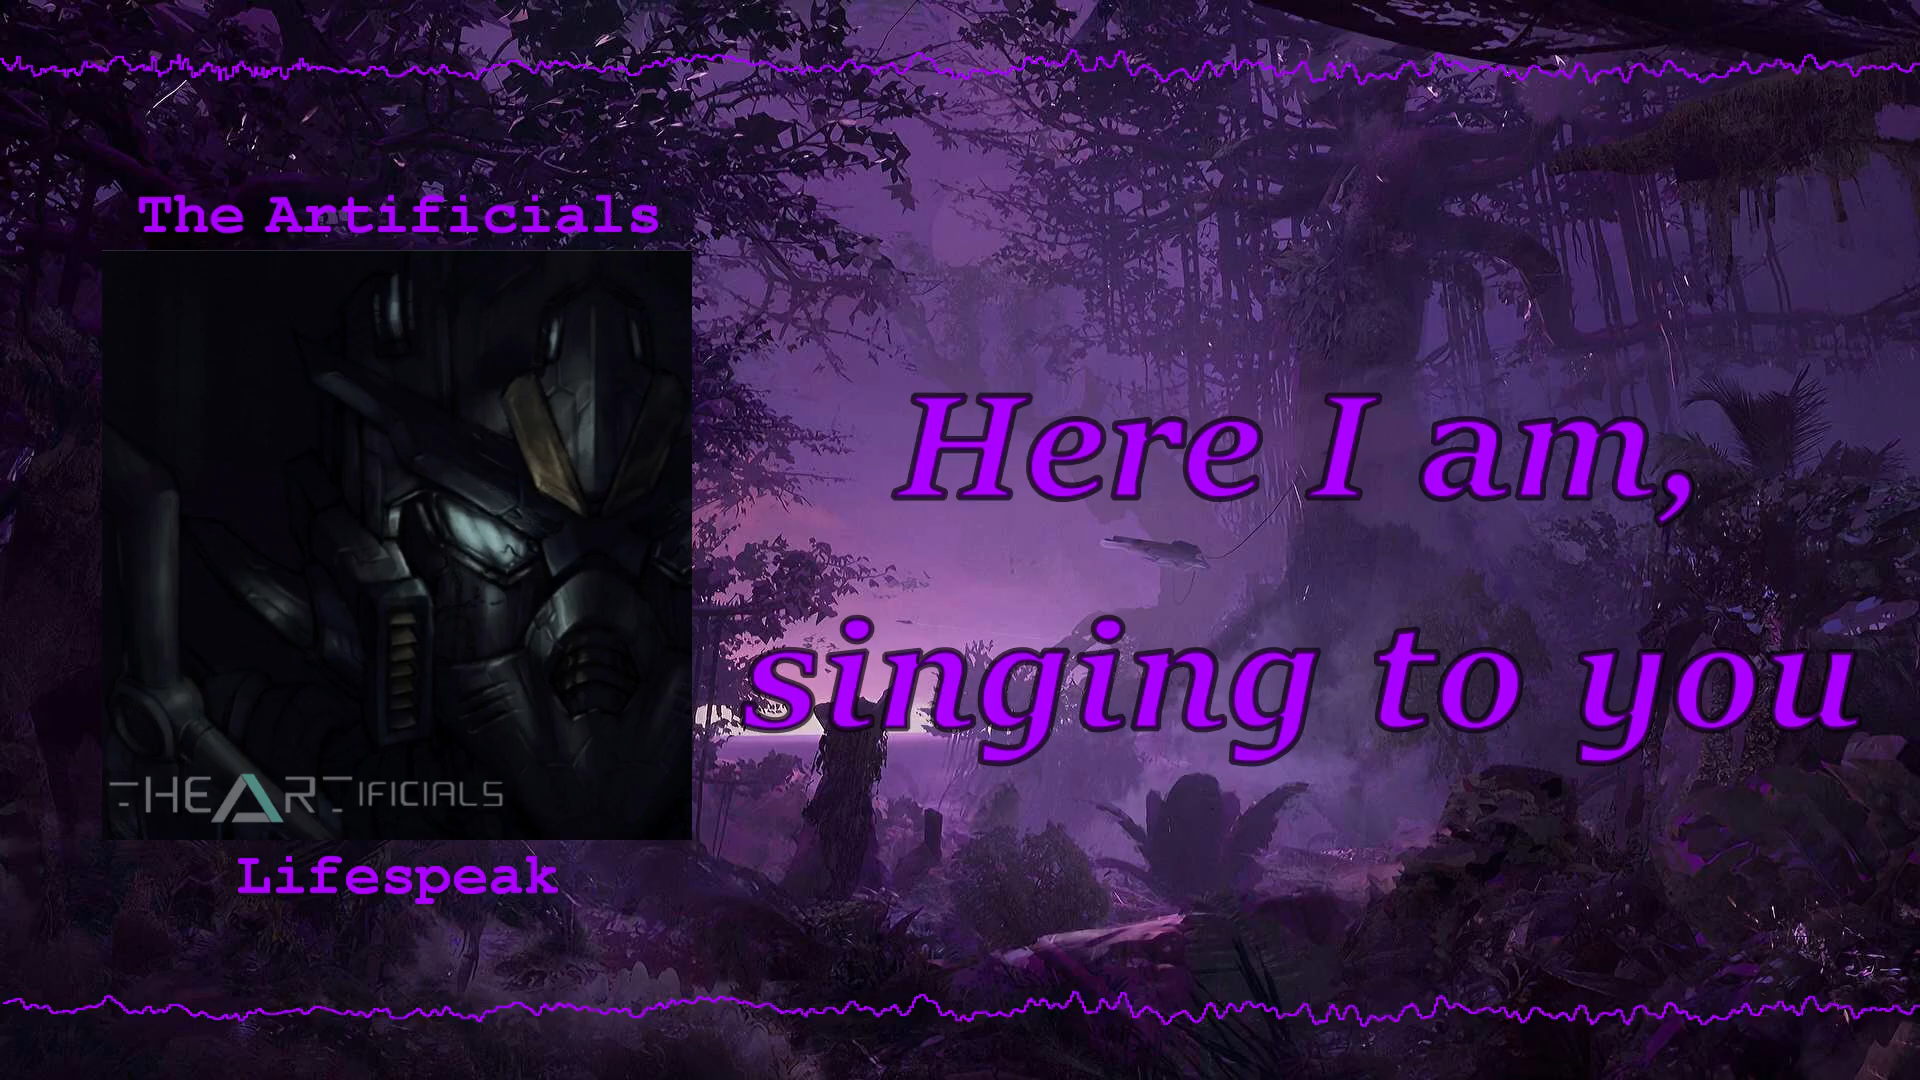 The Artificials
THEARTIFICIALS
Lifespeak
Here I am,
singing to you